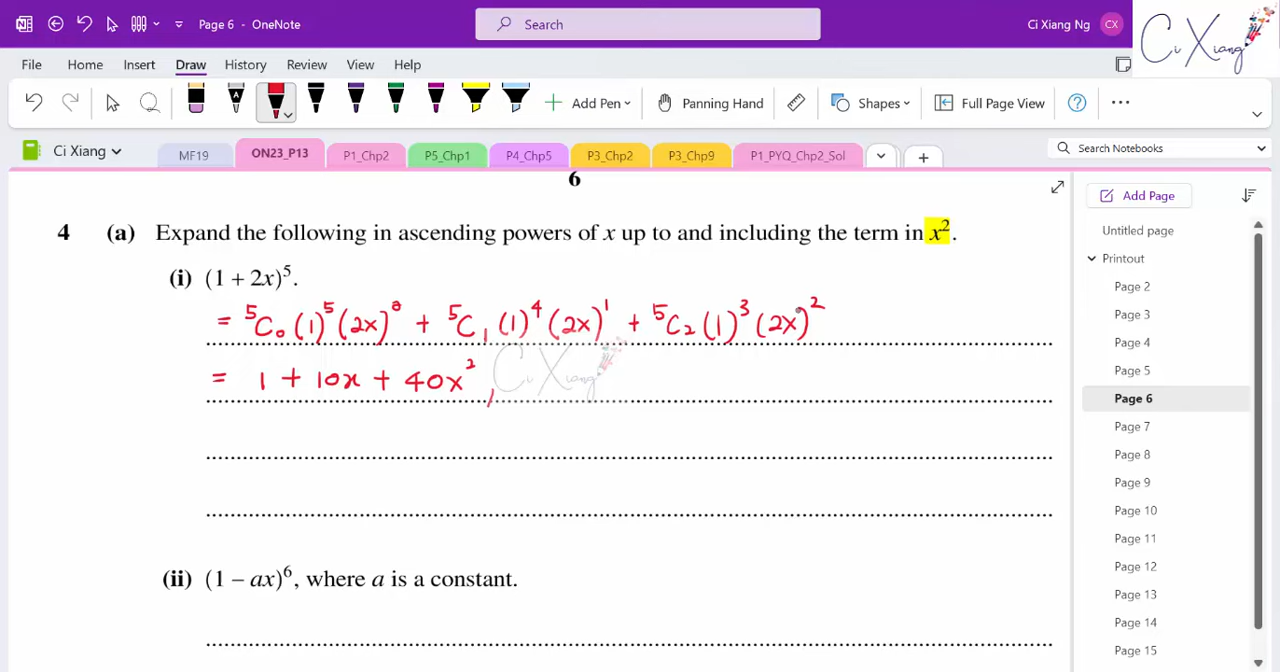 Page 6 - OneNote
Search
Ci Xiang Ng
CX
Ci Xiang
File Home Insert Draw History Review View Help
A
Add Pen
Panning Hand
Shapes
Full Page View
Ci Xiang
MF19
ON23_P13
P1_Chp2
P5_Chp1
P4_Chp5
P3_Chp2
P3_Chp9
P1_PYQ_Chp2_Sol
Search Notebooks
6
4 (a) Expand the following in ascending powers of x up to and including the term in x².
(i) (1 + 2x)⁵.
= ⁵C₀ (1)⁵ (2x)⁰ + ⁵C₁ (1)⁴ (2x)¹ + ⁵C₂ (1)³ (2x)²
= 1 + 10x + 40x² ,
Ci Xiang
(ii) (1 – ax)⁶, where a is a constant.
Add Page
Untitled page
Printout
Page 2
Page 3
Page 4
Page 5
Page 6
Page 7
Page 8
Page 9
Page 10
Page 11
Page 12
Page 13
Page 14
Page 15